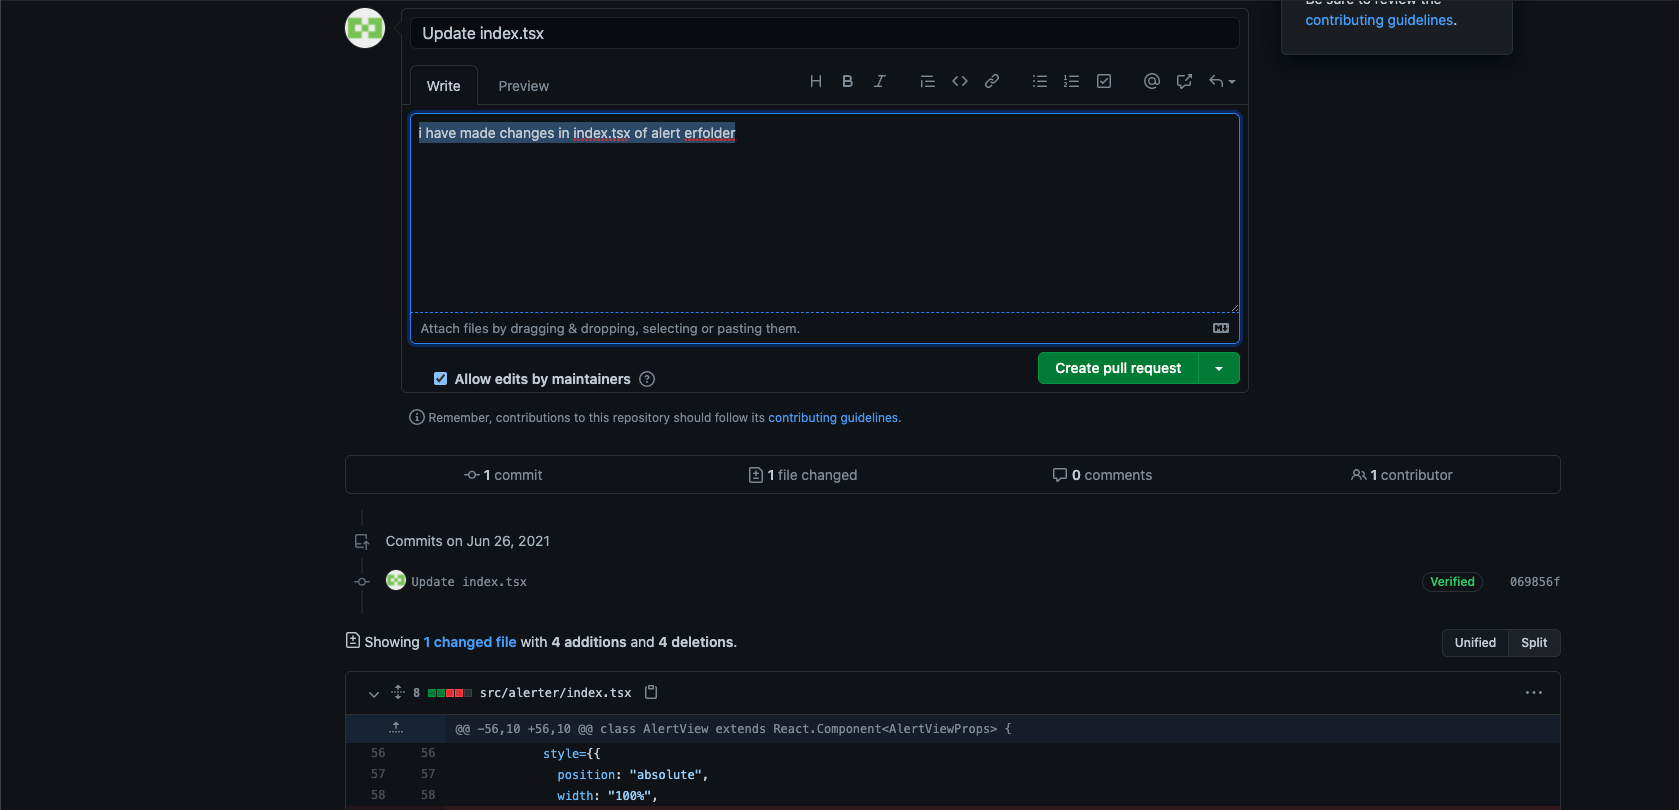 Be sure to review the
contributing guidelines.
Update index.tsx
Write Preview
i have made changes in index.tsx of alert erfolder
Attach files by dragging & dropping, selecting or pasting them.
Allow edits by maintainers
Create pull request
Remember, contributions to this repository should follow its contributing guidelines.
1 commit 1 file changed 0 comments 1 contributor
Commits on Jun 26, 2021
Update index.tsx Verified 069856f
Showing 1 changed file with 4 additions and 4 deletions. Unified Split
8 src/alerter/index.tsx
@@ -56,10 +56,10 @@ class AlertView extends React.Component<AlertViewProps> {
56 56 style={{
57 57 position: "absolute",
58 58 width: "100%",